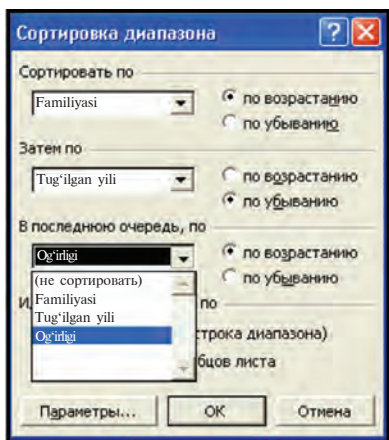 Сортировка диапазона
Сортировать по
Familiyasi
по возрастанию
по убыванию
Затем по
Tug‘ilgan yili
по возрастанию
по убыванию
В последнюю очередь, по
Og‘irligi
по возрастанию
по убыванию
(не сортировать)
Familiyasi
И
по
Tug‘ilgan yili
Og‘irligi
строка диапазона)
бцов листа
Параметры...
OK
Отмена